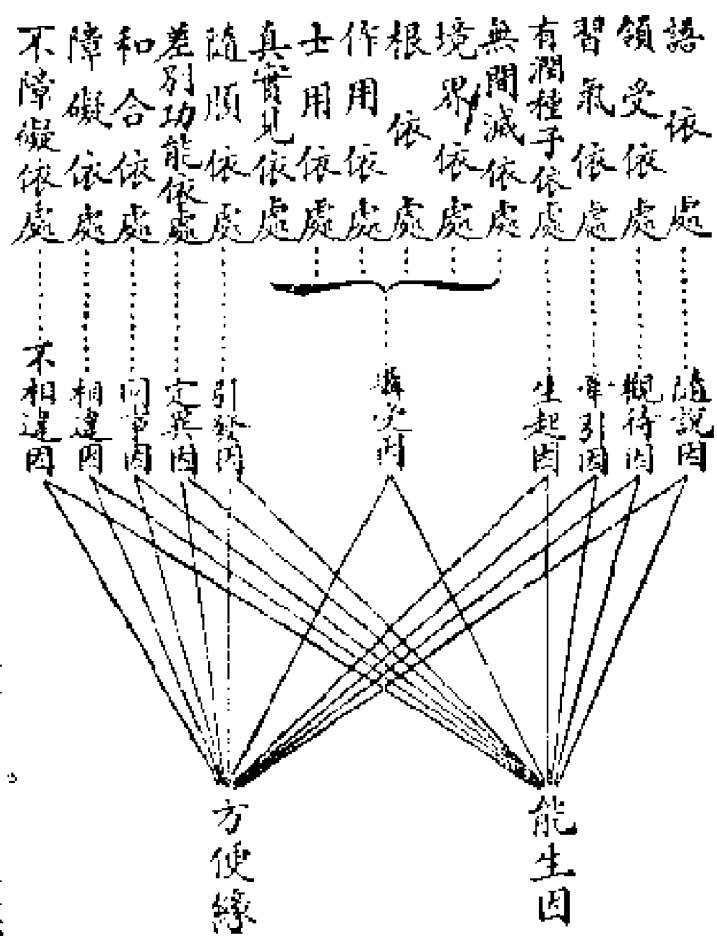 語依處
領受依處
習氣依處
有潤種子依處
無間滅依處
境界依處
根依處
作用依處
士用依處
真實見依處
隨順依處
差別功能依處
和合依處
障礙依處
不障礙依處
隨說因
觀待因
牽引因
生起因
攝受因
引發因
定異因
同事因
相違因
不相違因
能生因
方便緣